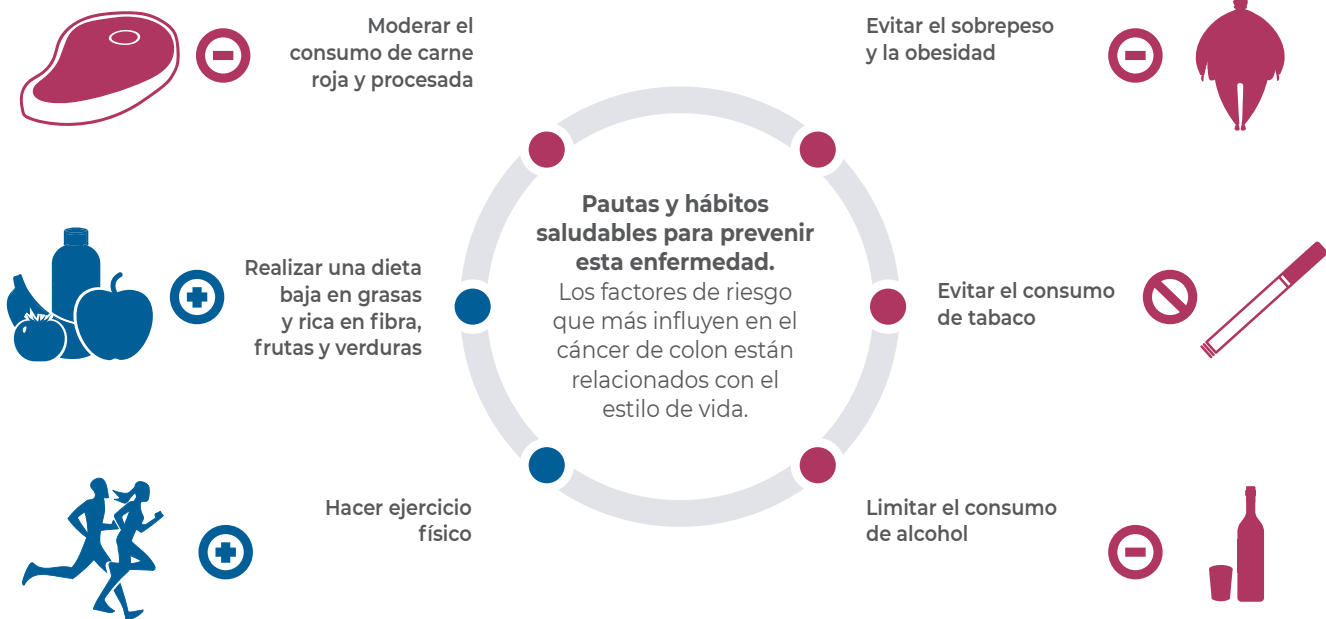 Moderar el
consumo de carne
roja y procesada
Evitar el sobrepeso
y la obesidad
Pautas y hábitos
saludables para prevenir
esta enfermedad.
Los factores de riesgo
que más influyen en el
cáncer de colon están
relacionados con el
estilo de vida.
Realizar una dieta
baja en grasas
y rica en fibra,
frutas y verduras
Evitar el consumo
de tabaco
Hacer ejercicio
físico
Limitar el consumo
de alcohol